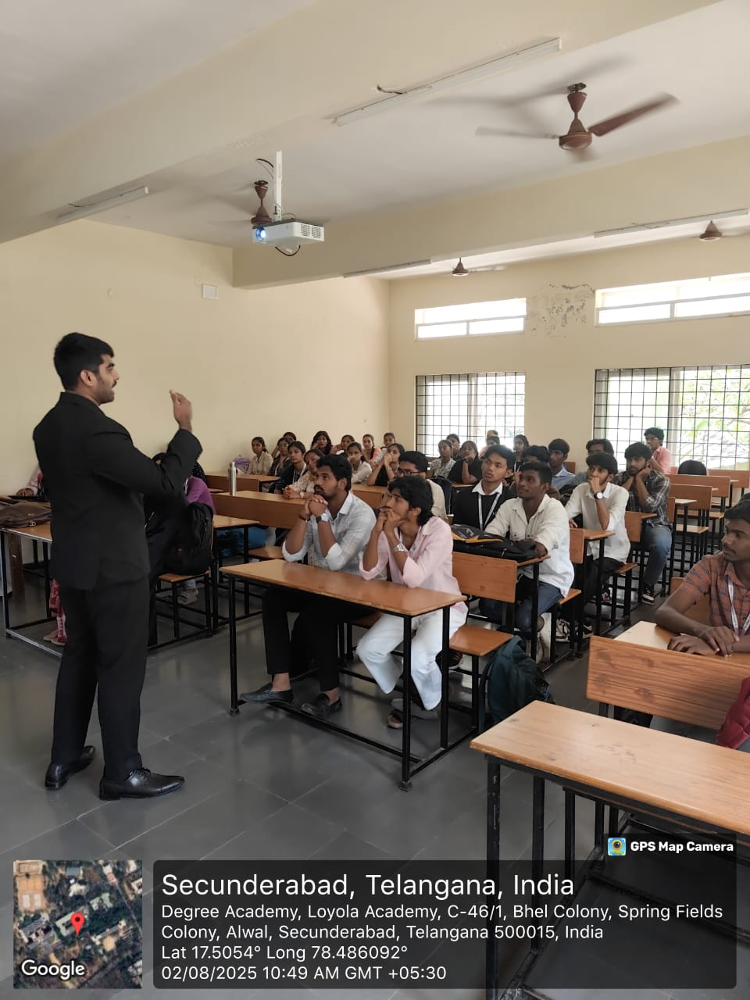 GPS Map Camera
Secunderabad, Telangana, India
Degree Academy, Loyola Academy, C-46/1, Bhel Colony, Spring Fields
Colony, Alwal, Secunderabad, Telangana 500015, India
Lat 17.5054° Long 78.486092°
02/08/2025 10:49 AM GMT +05:30
Google